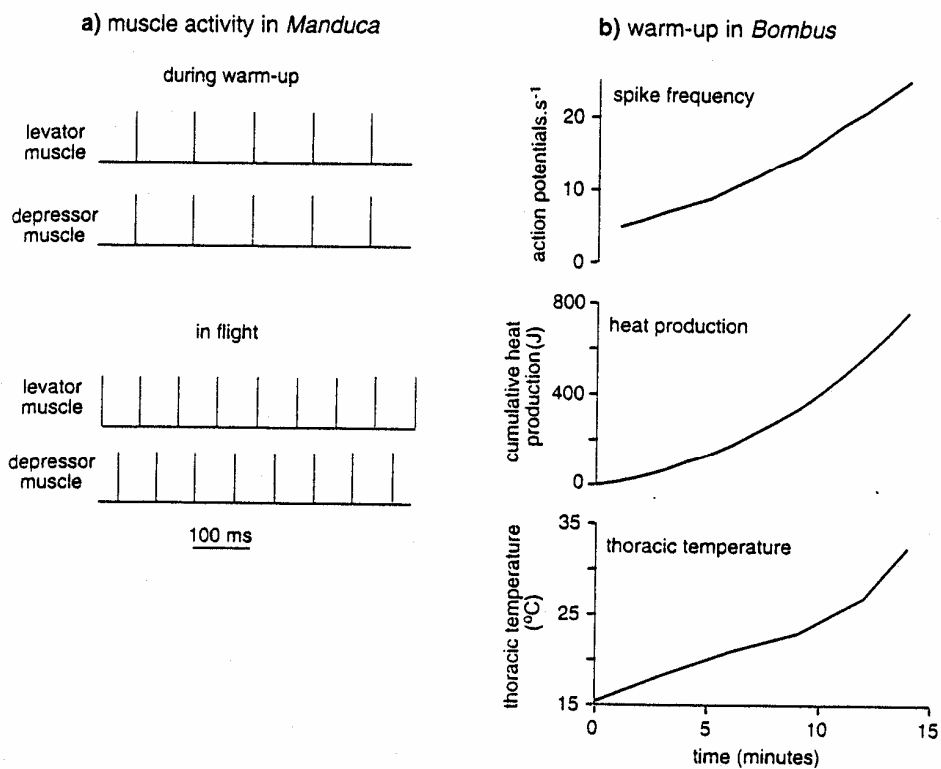 a) muscle activity in Manduca
during warm-up
levator
muscle
depressor
muscle
in flight
levator
muscle
depressor
muscle
100 ms
b) warm-up in Bombus
spike frequency
action potentials.s⁻¹
20
10
0
heat production
cumulative heat
production(J)
800
400
0
thoracic temperature
thoracic temperature
(°C)
35
25
15
0
5
10
15
time (minutes)